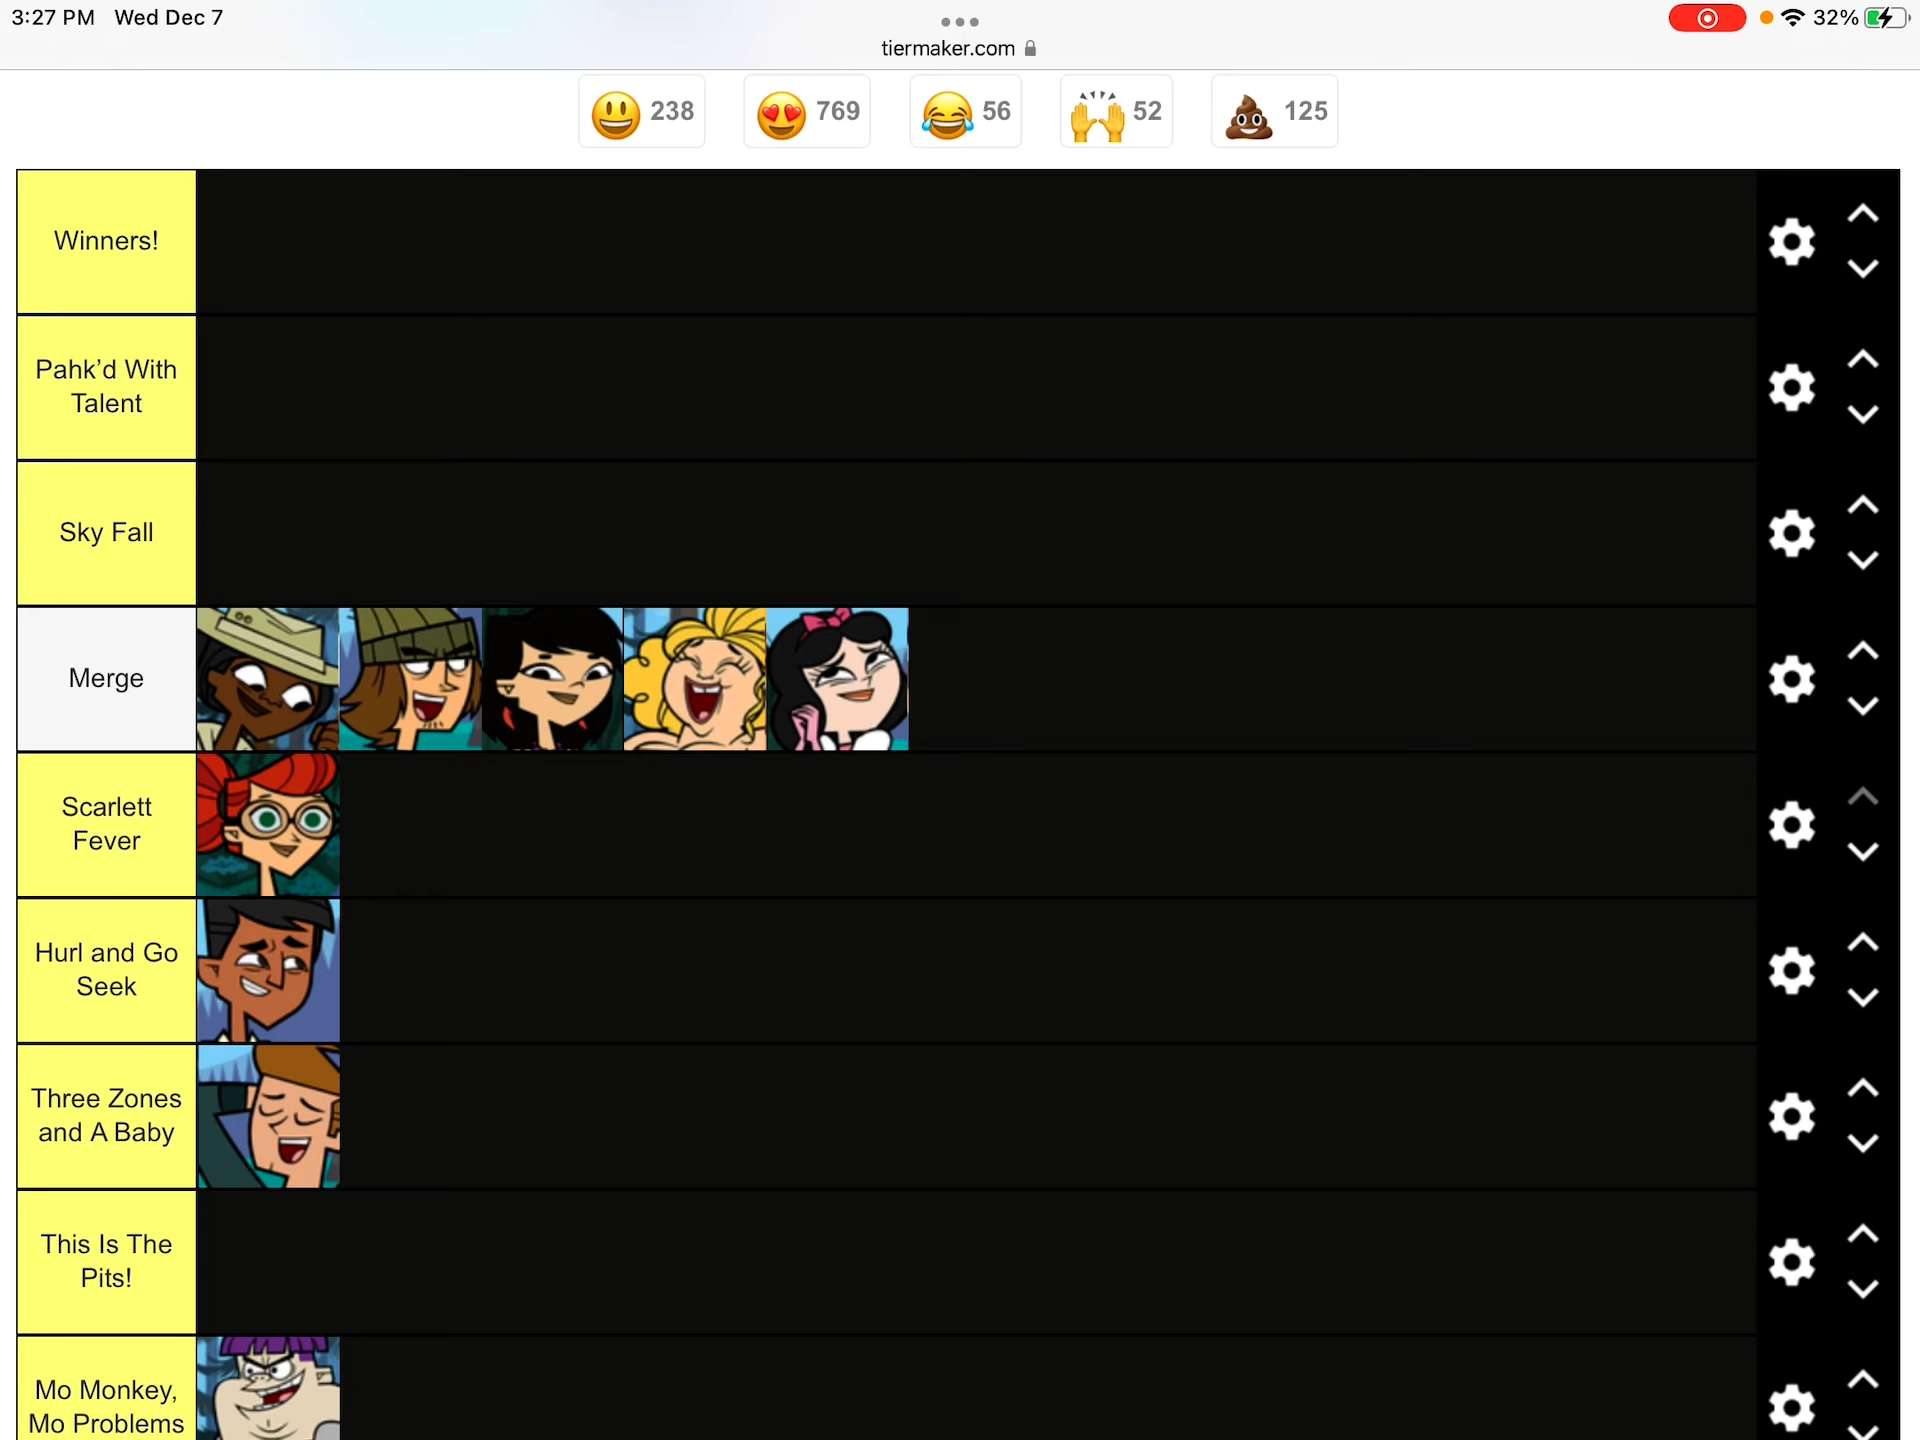 3:27 PM Wed Dec 7
32%
tiermaker.com
238
769
56
52
125
Winners!
Pahk’d With
Talent
Sky Fall
Merge
Scarlett
Fever
Hurl and Go
Seek
Three Zones
and A Baby
This Is The
Pits!
Mo Monkey,
Mo Problems